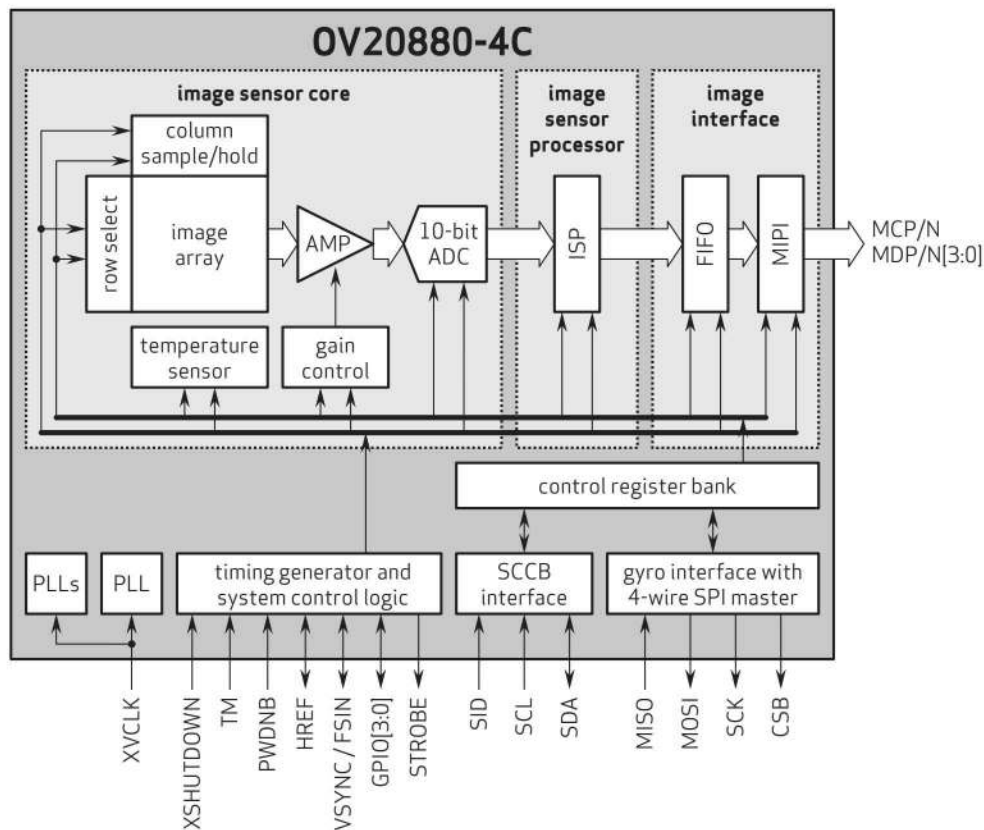 OV20880-4C
image sensor core
image
sensor
processor
image
interface
column
sample/hold
row select
image
array
AMP
10-bit
ADC
ISP
FIFO
MIPI
MCP/N
MDP/N[3:0]
temperature
sensor
gain
control
control register bank
PLLs
PLL
timing generator and
system control logic
SCCB
interface
gyro interface with
4-wire SPI master
XVCLK
XSHUTDOWN
TM
PWDNB
HREF
VSYNC / FSIN
GPIO[3:0]
STROBE
SID
SCL
SDA
MISO
MOSI
SCK
CSB